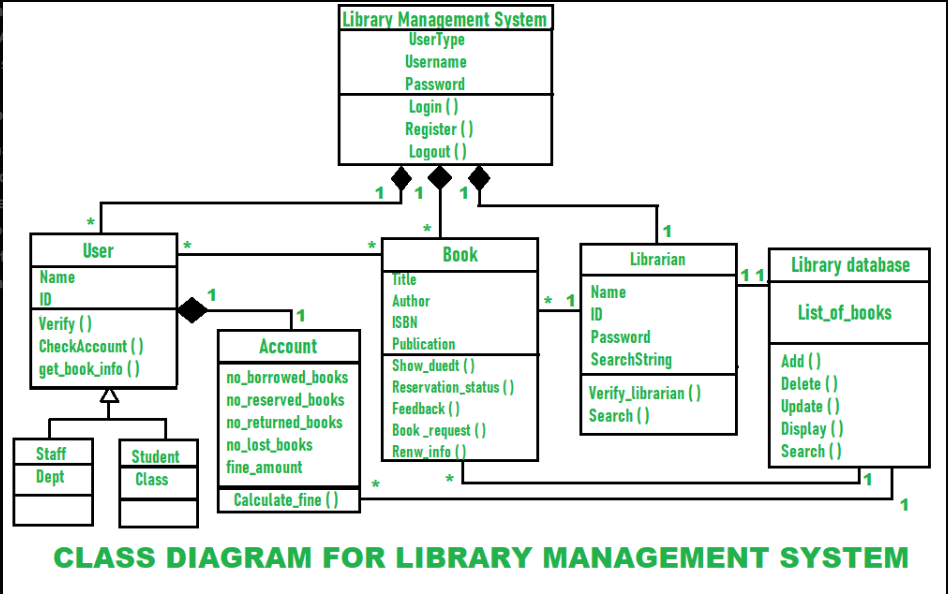 Library Management System
UserType
Username
Password
Login ( )
Register ( )
Logout ( )
1
1
1
*
*
1
User
Name
ID
Verify ( )
CheckAccount ( )
get_book_info ( )
*
*
1
1
Book
Title
Author
ISBN
Publication
Show_duedt ( )
Reservation_status ( )
Feedback ( )
Book _request ( )
Renw_info ( )
*
1
Librarian
Name
ID
Password
SearchString
Verify_librarian ( )
Search ( )
1
1
Library database
List_of_books
Add ( )
Delete ( )
Update ( )
Display ( )
Search ( )
Account
no_borrowed_books
no_reserved_books
no_returned_books
no_lost_books
fine_amount
Calculate_fine ( )
Staff
Dept
Student
Class
*
*
1
1
CLASS DIAGRAM FOR LIBRARY MANAGEMENT SYSTEM